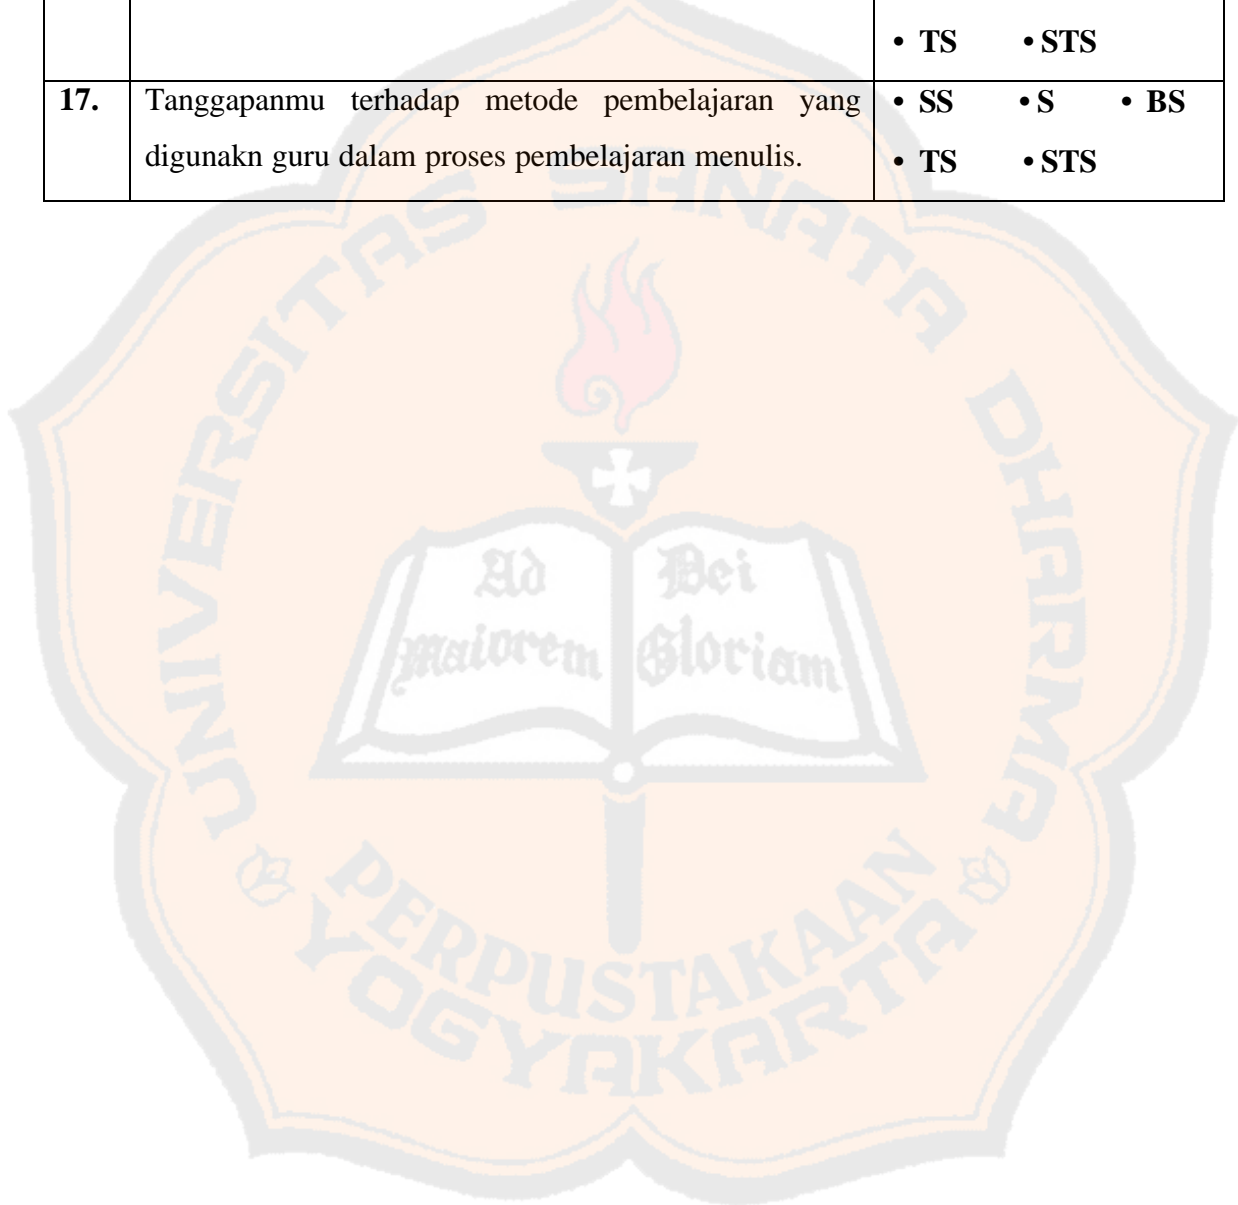 • TS • STS
17. Tanggapanmu terhadap metode pembelajaran yang • SS • S • BS
digunakn guru dalam proses pembelajaran menulis. • TS • STS
UNIVERSITAS SANATA DHARMA
Ad Dei
Maiorem Gloriam
PERPUSTAKAAN
YOGYAKARTA